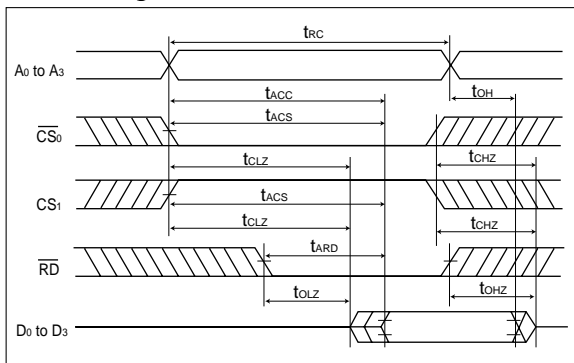 tRC
A0 to A3
tOH
tACC
tACS
CS0
tCLZ
tCHZ
CS1
tACS
tCLZ
tCHZ
tARD
RD
tOLZ
tOHZ
D0 to D3